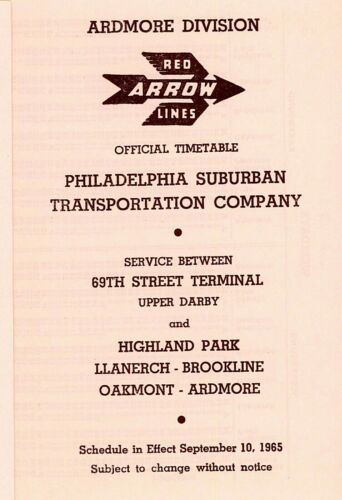 ARDMORE DIVISION
RED
ARROW
LINES
OFFICIAL TIMETABLE
PHILADELPHIA SUBURBAN
TRANSPORTATION COMPANY
•
SERVICE BETWEEN
69TH STREET TERMINAL
UPPER DARBY
and
HIGHLAND PARK
LLANERCH - BROOKLINE
OAKMONT - ARDMORE
•
Schedule in Effect September 10, 1965
Subject to change without notice